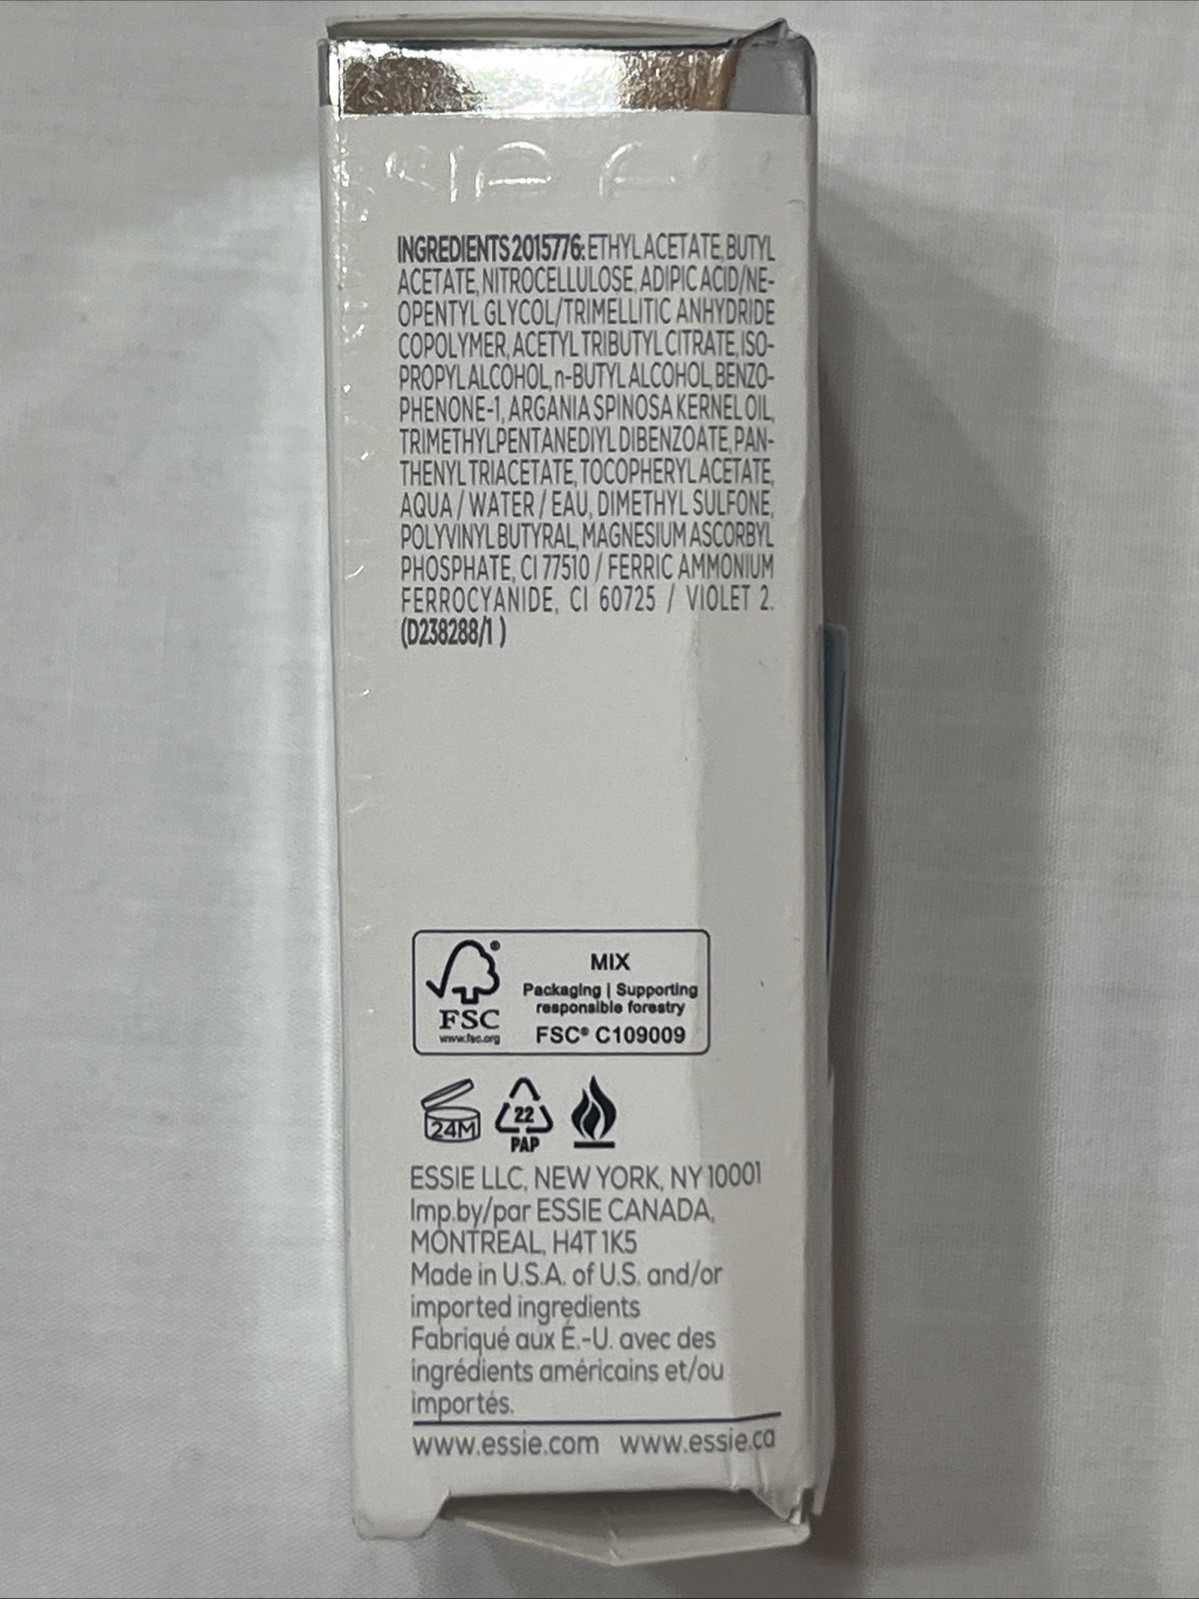 INGREDIENTS 2015776: ETHYL ACETATE, BUTYL
ACETATE, NITROCELLULOSE, ADIPIC ACID/NE-
OPENTYL GLYCOL/TRIMELLITIC ANHYDRIDE
COPOLYMER, ACETYL TRIBUTYL CITRATE, ISO-
PROPYL ALCOHOL, n-BUTYL ALCOHOL, BENZO-
PHENONE-1, ARGANIA SPINOSA KERNEL OIL,
TRIMETHYLPENTANEDIYL DIBENZOATE, PAN-
THENYL TRIACETATE, TOCOPHERYL ACETATE,
AQUA / WATER / EAU, DIMETHYL SULFONE,
POLYVINYL BUTYRAL, MAGNESIUM ASCORBYL
PHOSPHATE, CI 77510 / FERRIC AMMONIUM
FERROCYANIDE, CI 60725 / VIOLET 2.
(D238288/1 )
MIX
Packaging | Supporting
responsible forestry
FSC® C109009
®
FSC
www.fsc.org
24M
22
PAP
ESSIE LLC, NEW YORK, NY 10001
Imp.by/par ESSIE CANADA,
MONTREAL, H4T 1K5
Made in U.S.A. of U.S. and/or
imported ingredients
Fabriqué aux É.-U. avec des
ingrédients américains et/ou
importés.
www.essie.com www.essie.ca